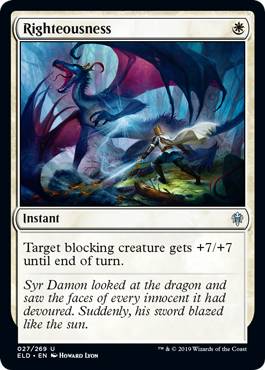 Righteousness
Instant
Target blocking creature gets +7/+7
until end of turn.
Syr Damon looked at the dragon and
saw the faces of every innocent it had
devoured. Suddenly, his sword blazed
like the sun.
027/269 U
ELD • EN Howard Lyon
™ & © 2019 Wizards of the Coast